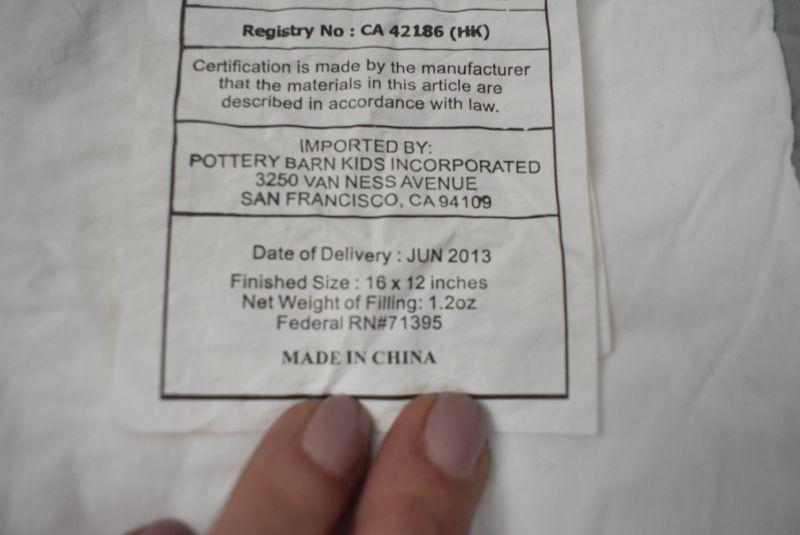 Registry No : CA 42186 (HK)
Certification is made by the manufacturer
that the materials in this article are
described in accordance with law.
IMPORTED BY:
POTTERY BARN KIDS INCORPORATED
3250 VAN NESS AVENUE
SAN FRANCISCO, CA 94109
Date of Delivery : JUN 2013
Finished Size : 16 x 12 inches
Net Weight of Filling: 1.2oz
Federal RN#71395
MADE IN CHINA